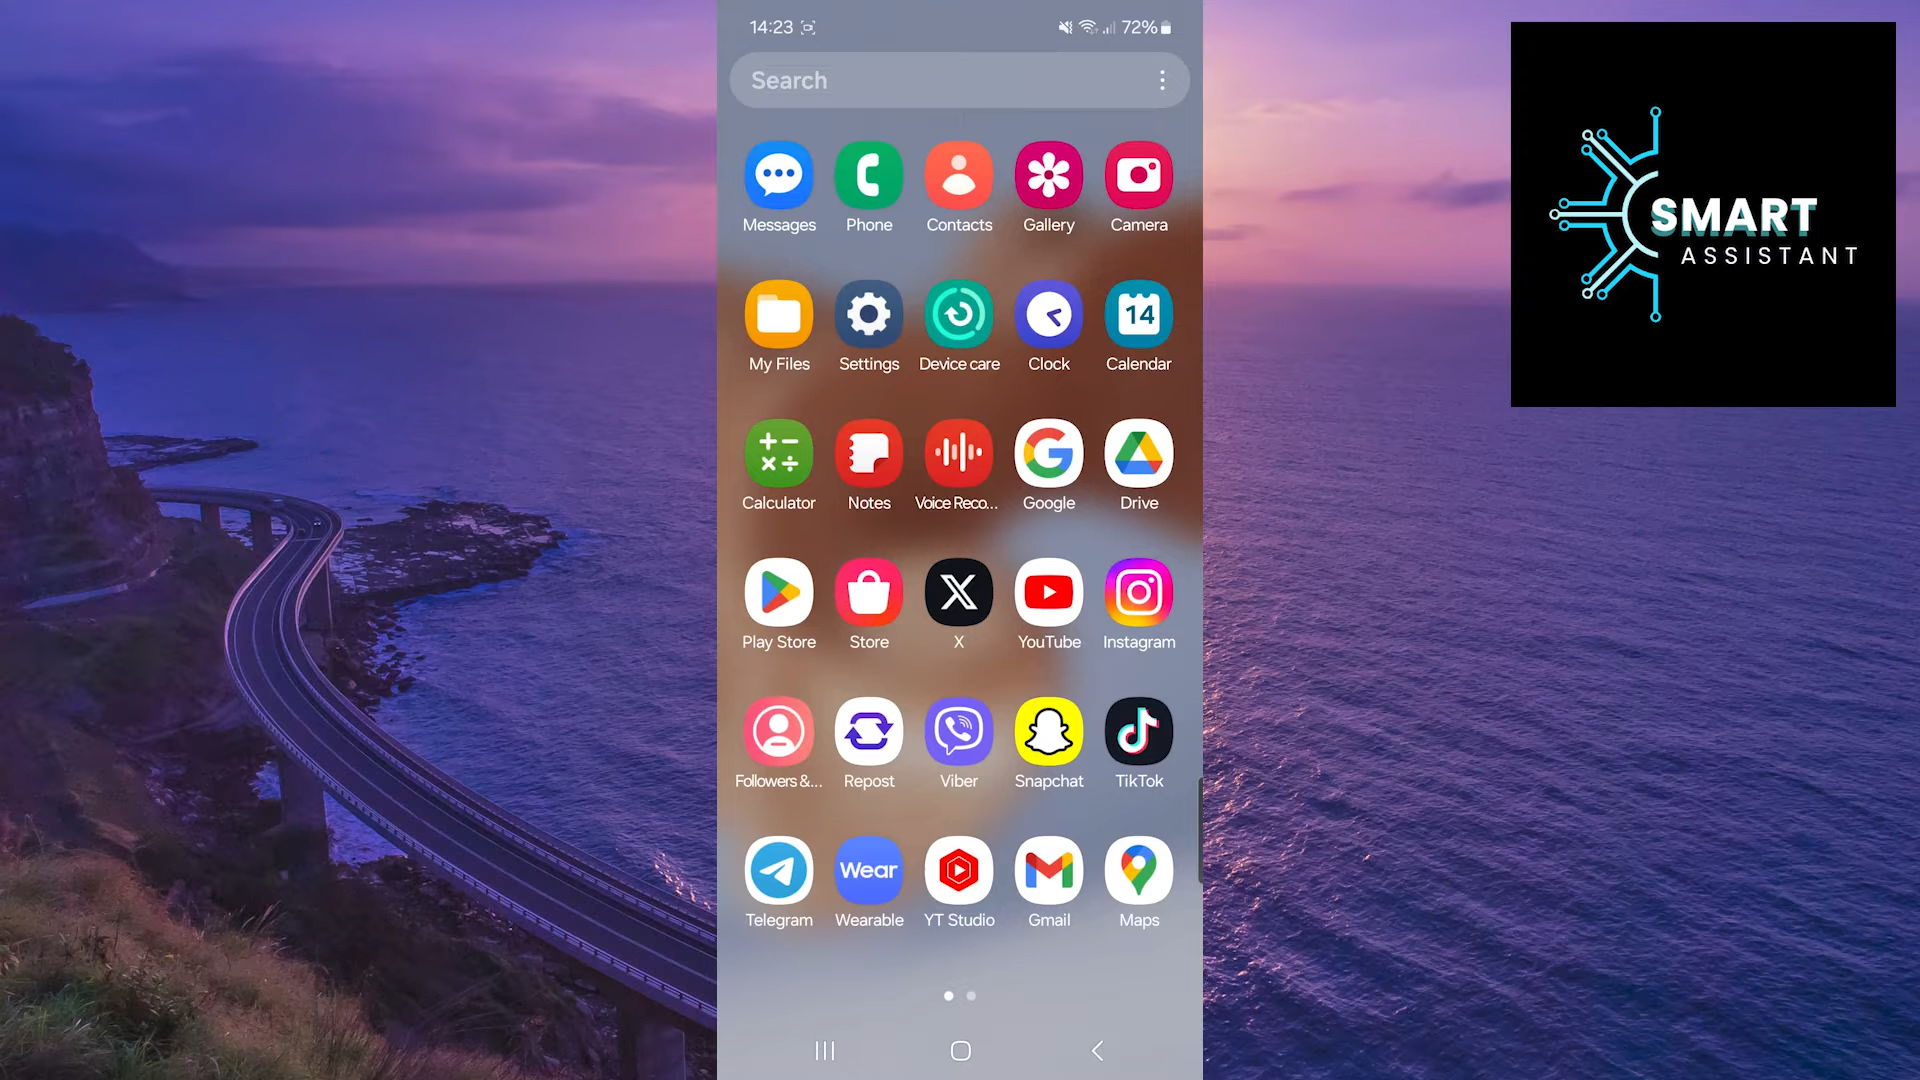 14:23
72%
Search
Messages Phone Contacts Gallery Camera
14
My Files Settings Device care Clock Calendar
Calculator Notes Voice Reco... Google Drive
Play Store Store X YouTube Instagram
Followers &... Repost Viber Snapchat TikTok
Wear
Telegram Wearable YT Studio Gmail Maps
SMART
ASSISTANT